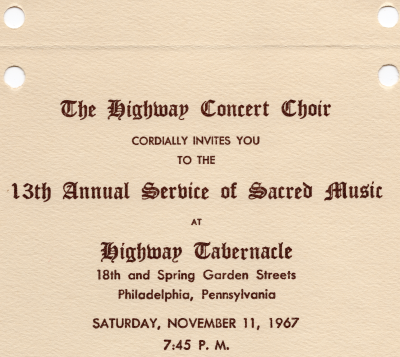 The Highway Concert Choir
CORDIALLY INVITES YOU
TO THE
13th Annual Service of Sacred Music
AT
Highway Tabernacle
18th and Spring Garden Streets
Philadelphia, Pennsylvania
SATURDAY, NOVEMBER 11, 1967
7:45 P. M.